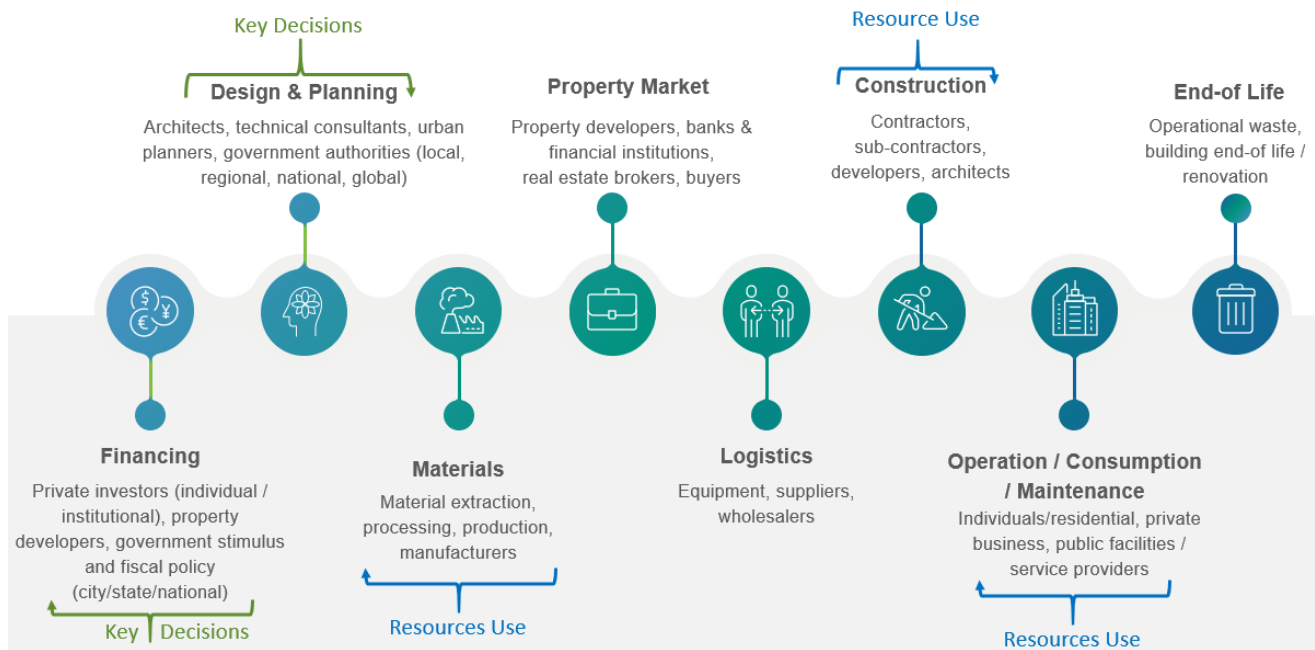 Key Decisions
Design & Planning
Architects, technical consultants, urban
planners, government authorities (local,
regional, national, global)
Property Market
Property developers, banks &
financial institutions,
real estate brokers, buyers
Resource Use
Construction
Contractors,
sub-contractors,
developers, architects
End-of Life
Operational waste,
building end-of life /
renovation
$
¥
€
Financing
Private investors (individual /
institutional), property
developers, government stimulus
and fiscal policy
(city/state/national)
Key Decisions
Materials
Material extraction,
processing, production,
manufacturers
Resources Use
Logistics
Equipment, suppliers,
wholesalers
Operation / Consumption
/ Maintenance
Individuals/residential, private
business, public facilities /
service providers
Resources Use